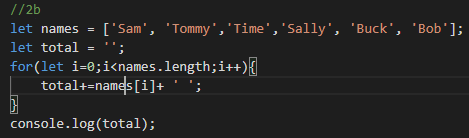 //2b
let names = ['Sam', 'Tommy','Time','Sally', 'Buck', 'Bob'];
let total = '';
for(let i=0;i<names.length;i++){
    total+=names[i]+ ' ';
}
console.log(total);